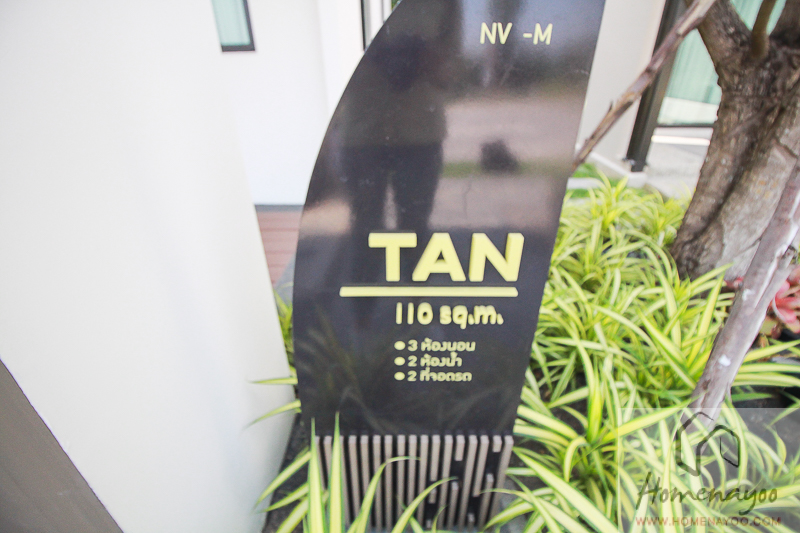 NV -M
TAN
110 sq.m.
• 3 ห้องนอน
• 2 ห้องน้ำ
• 2 ที่จอดรถ
Homenayoo
WWW.HOMENAYOO.COM